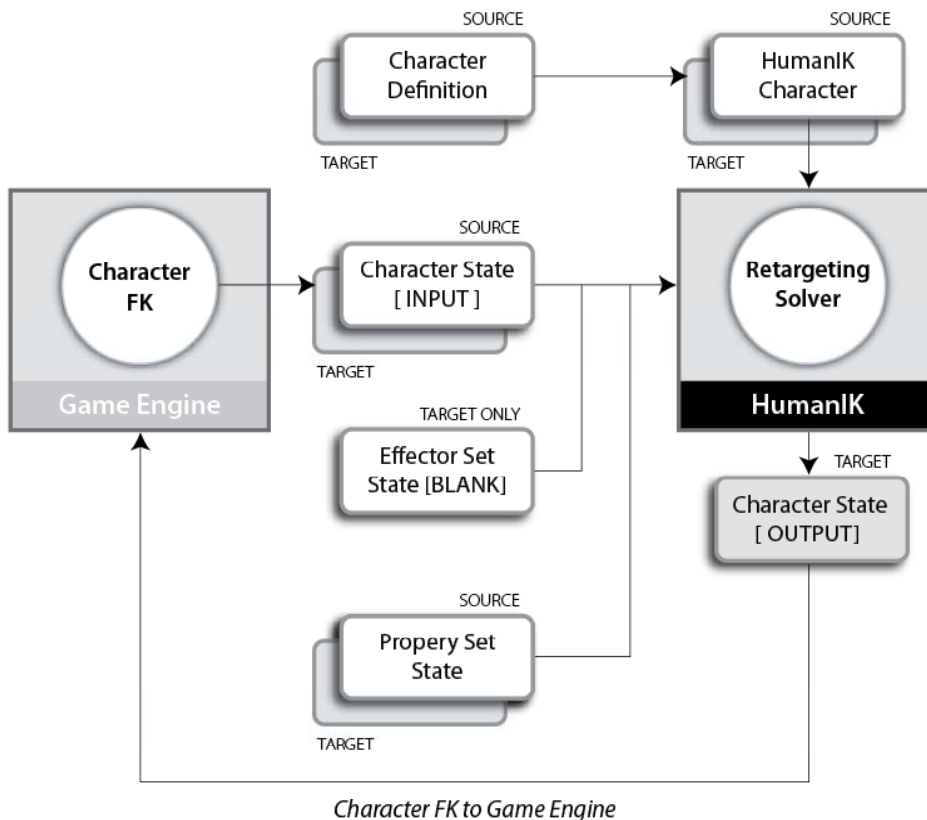 SOURCE
Character
Definition
TARGET
SOURCE
HumanIK
Character
TARGET
Character
FK
Game Engine
SOURCE
Character State
[ INPUT ]
TARGET
Retargeting
Solver
HumanIK
TARGET ONLY
Effector Set
State [BLANK]
TARGET
Character State
[ OUTPUT]
SOURCE
Propery Set
State
TARGET
Character FK to Game Engine